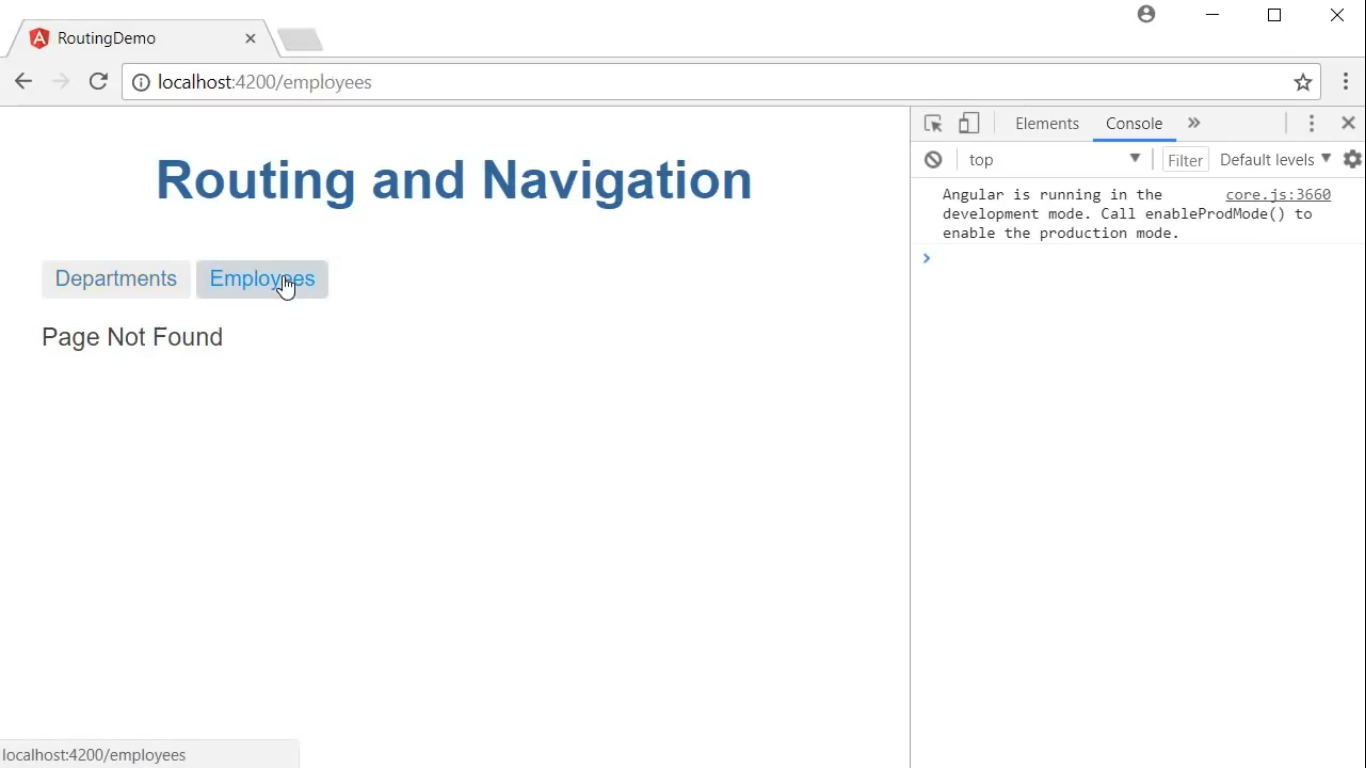 RoutingDemo
localhost:4200/employees
Routing and Navigation
Departments Employees
Page Not Found
localhost:4200/employees
Elements Console
top Filter Default levels
Angular is running in the core.js:3660
development mode. Call enableProdMode() to
enable the production mode.